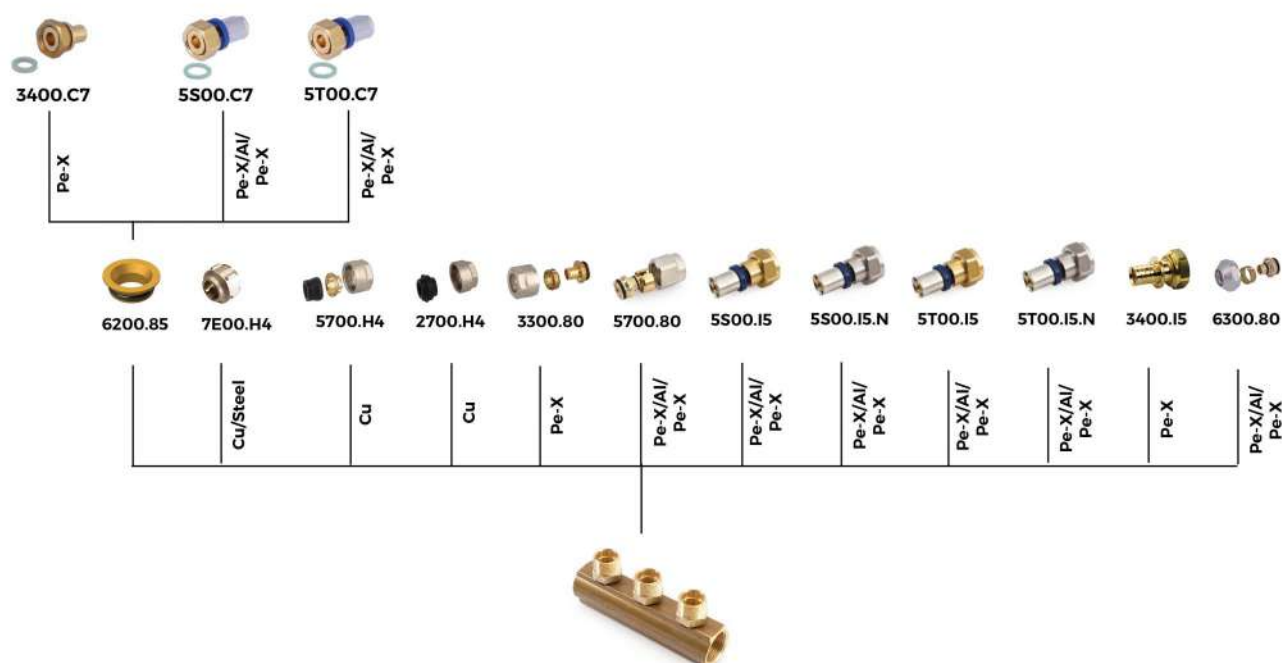 3400.C7
5S00.C7
5T00.C7
Pe-X
Pe-X/Al/
Pe-X
Pe-X/Al/
Pe-X
6200.85
7E00.H4
5700.H4
2700.H4
3300.80
5700.80
5S00.I5
5S00.I5.N
5T00.I5
5T00.I5.N
3400.I5
6300.80
Cu/Steel
Cu
Cu
Pe-X
Pe-X/Al/
Pe-X
Pe-X/Al/
Pe-X
Pe-X/Al/
Pe-X
Pe-X/Al/
Pe-X
Pe-X/Al/
Pe-X
Pe-X
Pe-X/Al/
Pe-X